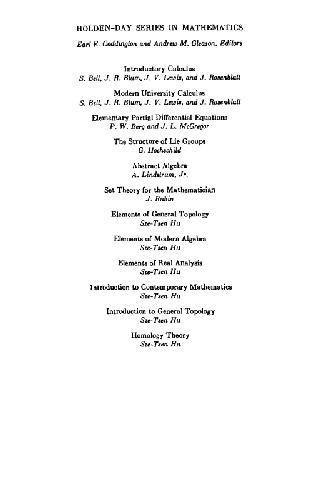 HOLDEN-DAY SERIES IN MATHEMATICS
Earl V. Coddington and Andrew M. Gleason, Editors
Introductory Calculus
S. Bell, J. R. Blum, J. V. Lewis, and J. Rosenblatt
Modern University Calculus
S. Bell, J. R. Blum, J. V. Lewis, and J. Rosenblatt
Elementary Partial Differential Equations
P. W. Berg and J. L. McGregor
The Structure of Lie Groups
G. Hochschild
Abstract Algebra
A. Lindstrum, Jr.
Set Theory for the Mathematician
J. Rubin
Elements of General Topology
Sze-Tsen Hu
Elements of Modern Algebra
Sze-Tsen Hu
Elements of Real Analysis
Sze-Tsen Hu
Introduction to Contemporary Mathematics
Sze-Tsen Hu
Introduction to General Topology
Sze-Tsen Hu
Homology Theory
Sze-Tsen Hu